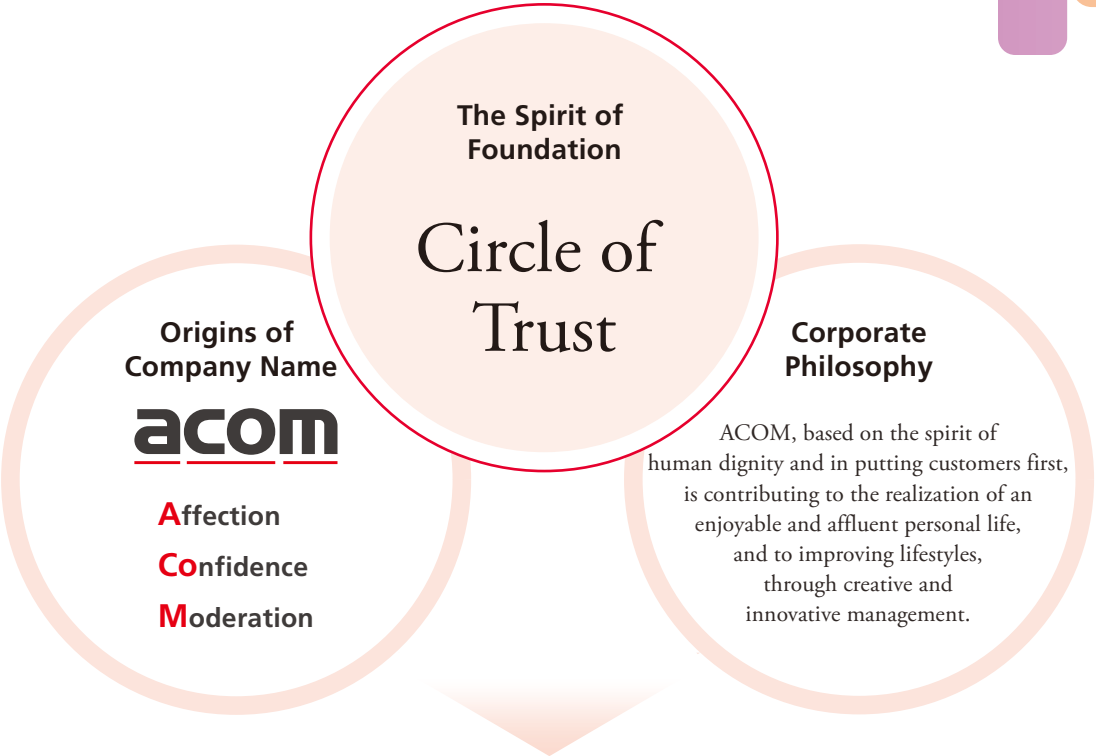 The Spirit of
Foundation
Circle of
Trust
Origins of
Company Name
acom
Affection
Confidence
Moderation
Corporate
Philosophy
ACOM, based on the spirit of
human dignity and in putting customers first,
is contributing to the realization of an
enjoyable and affluent personal life,
and to improving lifestyles,
through creative and
innovative management.